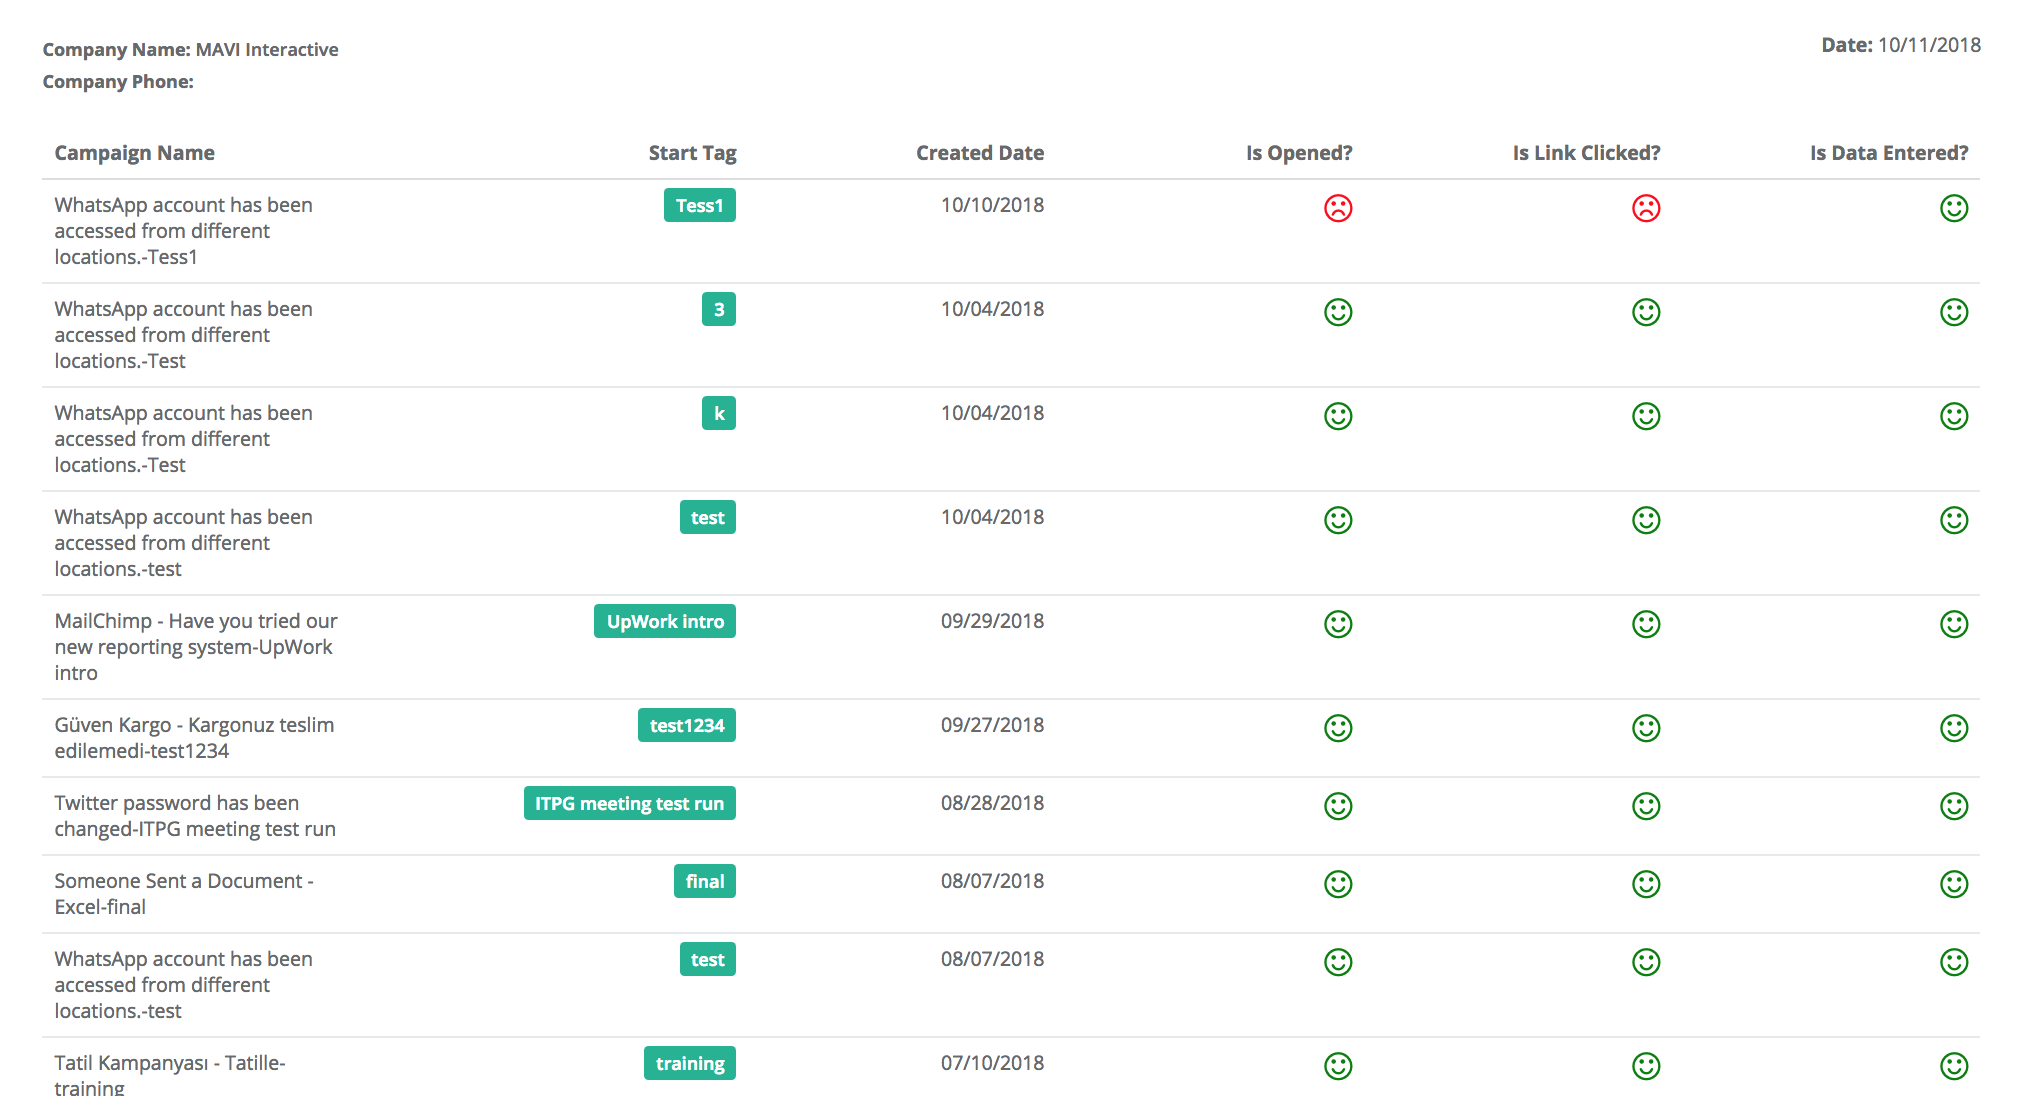 Company Name: MAVI Interactive
Date: 10/11/2018
Company Phone:
Campaign Name Start Tag Created Date Is Opened? Is Link Clicked? Is Data Entered?
WhatsApp account has been Tess1 10/10/2018
accessed from different
locations.-Tess1
WhatsApp account has been 3 10/04/2018
accessed from different
locations.-Test
WhatsApp account has been k 10/04/2018
accessed from different
locations.-Test
WhatsApp account has been test 10/04/2018
accessed from different
locations.-test
MailChimp - Have you tried our UpWork intro 09/29/2018
new reporting system-UpWork
intro
Güven Kargo - Kargonuz teslim test1234 09/27/2018
edilemedi-test1234
Twitter password has been ITPG meeting test run 08/28/2018
changed-ITPG meeting test run
Someone Sent a Document - final 08/07/2018
Excel-final
WhatsApp account has been test 08/07/2018
accessed from different
locations.-test
Tatil Kampanyası - Tatille- training 07/10/2018
training